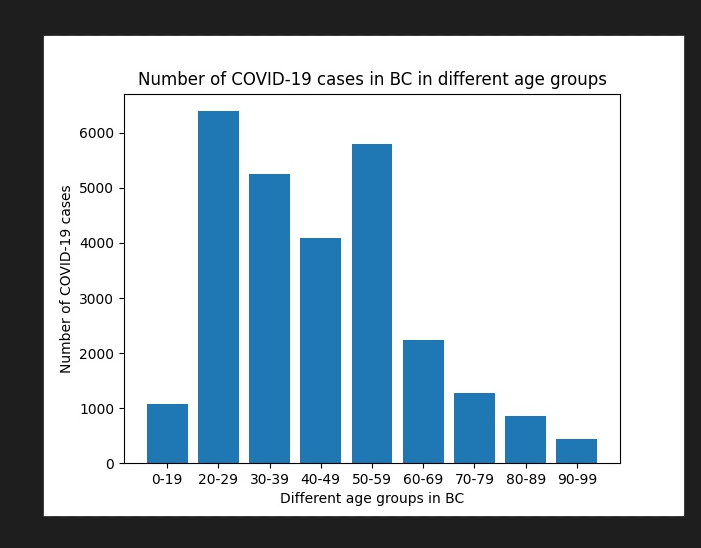 Number of COVID-19 cases in BC in different age groups
Number of COVID-19 cases
6000
5000
4000
3000
2000
1000
0
0-19 20-29 30-39 40-49 50-59 60-69 70-79 80-89 90-99
Different age groups in BC